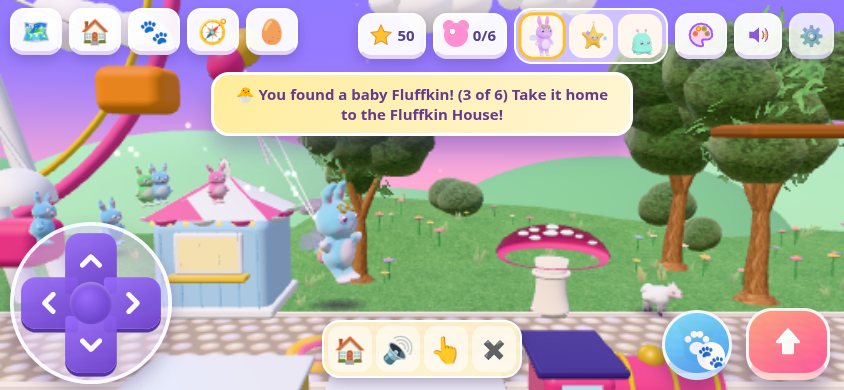 50
0/6
🐣 You found a baby Fluffkin! (3 of 6) Take it home
to the Fluffkin House!